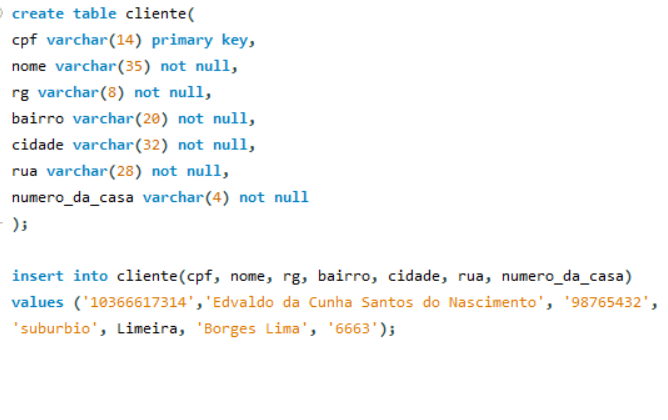 create table cliente(
cpf varchar(14) primary key,
nome varchar(35) not null,
rg varchar(8) not null,
bairro varchar(20) not null,
cidade varchar(32) not null,
rua varchar(28) not null,
numero_da_casa varchar(4) not null
);
insert into cliente(cpf, nome, rg, bairro, cidade, rua, numero_da_casa)
values ('10366617314','Edvaldo da Cunha Santos do Nascimento', '98765432',
'suburbio', Limeira, 'Borges Lima', '6663');